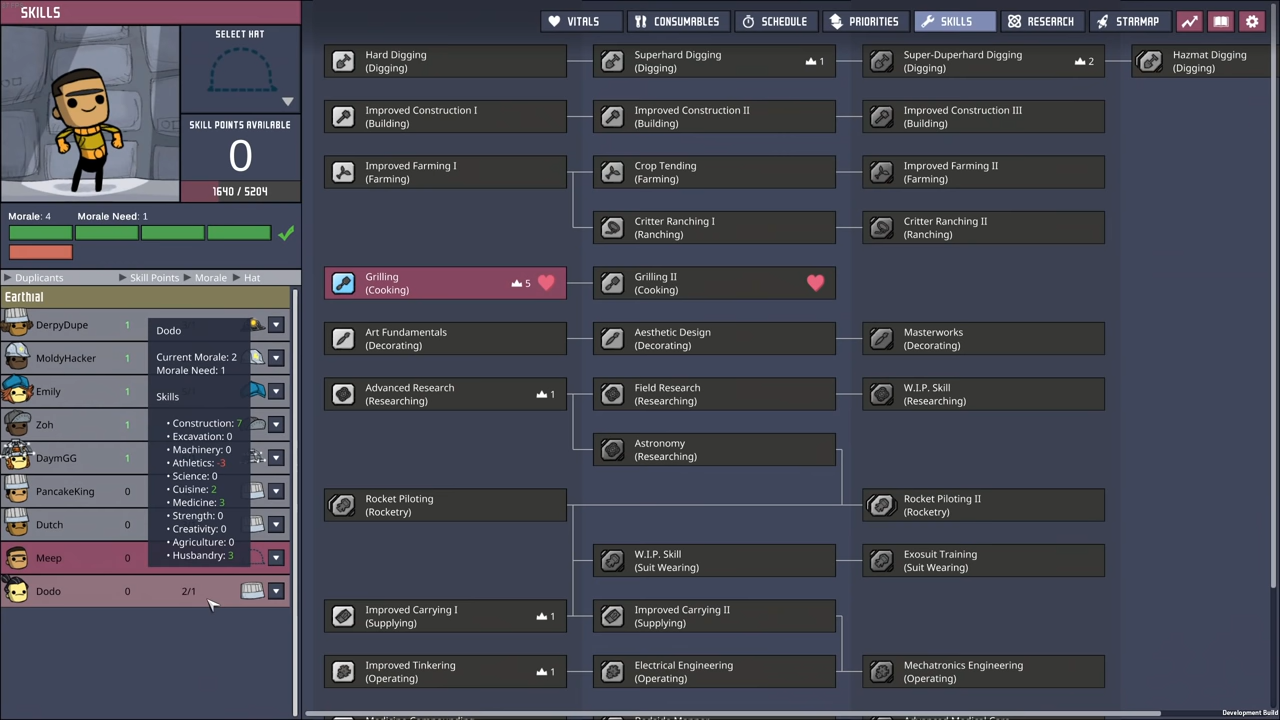 SKILLS
VITALS
CONSUMABLES
SCHEDULE
PRIORITIES
SKILLS
RESEARCH
STARMAP
SELECT HAT
SKILL POINTS AVAILABLE
0
1640 / 5204
Morale: 4
Morale Need: 1
Duplicants
Skill Points
Morale
Hat
Earthial
DerpyDupe 1
MoldyHacker 1
Emily 1
Zoh 1
DaymGG 1
PancakeKing 0
Dutch 0
Meep 0
Dodo 0 2/1
Dodo
Current Morale: 2
Morale Need: 1
Skills
• Construction: 7
• Excavation: 0
• Machinery: 0
• Athletics: -3
• Science: 0
• Cuisine: 2
• Medicine: 3
• Strength: 0
• Creativity: 0
• Agriculture: 0
• Husbandry: 3
Hard Digging
(Digging)
Superhard Digging
(Digging)
1
Super-Duperhard Digging
(Digging)
2
Hazmat Digging
(Digging)
Improved Construction I
(Building)
Improved Construction II
(Building)
Improved Construction III
(Building)
Improved Farming I
(Farming)
Crop Tending
(Farming)
Improved Farming II
(Farming)
Critter Ranching I
(Ranching)
Critter Ranching II
(Ranching)
Grilling
(Cooking)
5
Grilling II
(Cooking)
Art Fundamentals
(Decorating)
Aesthetic Design
(Decorating)
Masterworks
(Decorating)
Advanced Research
(Researching)
1
Field Research
(Researching)
W.I.P. Skill
(Researching)
Astronomy
(Researching)
Rocket Piloting
(Rocketry)
Rocket Piloting II
(Rocketry)
W.I.P. Skill
(Suit Wearing)
Exosuit Training
(Suit Wearing)
Improved Carrying I
(Supplying)
1
Improved Carrying II
(Supplying)
Improved Tinkering
(Operating)
1
Electrical Engineering
(Operating)
Mechatronics Engineering
(Operating)
Development Build